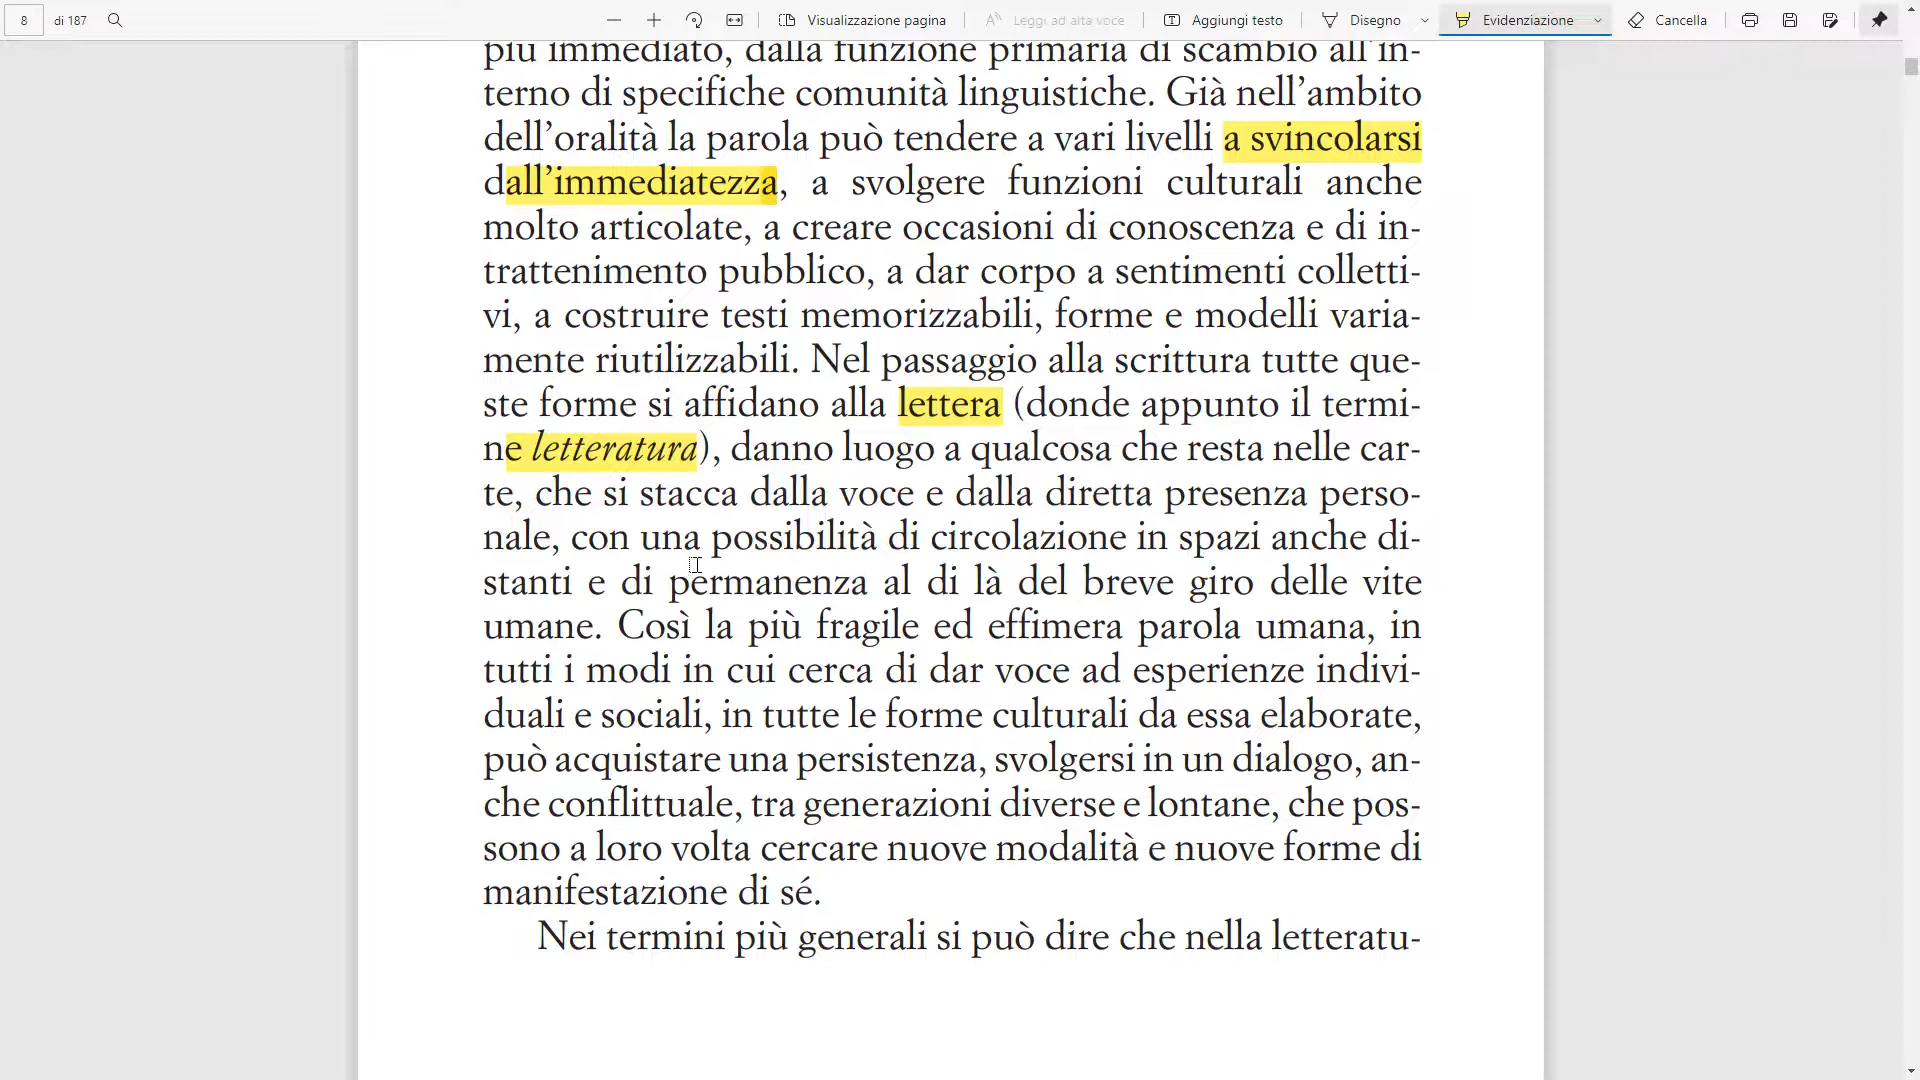 8 di 187 Visualizzazione pagina Leggi ad alta voce Aggiungi testo Disegno Evidenziazione Cancella
più immediato, dalla funzione primaria di scambio all’in-
terno di specifiche comunità linguistiche. Già nell’ambito
dell’oralità la parola può tendere a vari livelli a svincolarsi
dall’immediatezza, a svolgere funzioni culturali anche
molto articolate, a creare occasioni di conoscenza e di in-
trattenimento pubblico, a dar corpo a sentimenti colletti-
vi, a costruire testi memorizzabili, forme e modelli varia-
mente riutilizzabili. Nel passaggio alla scrittura tutte que-
ste forme si affidano alla lettera (donde appunto il termi-
ne letteratura), danno luogo a qualcosa che resta nelle car-
te, che si stacca dalla voce e dalla diretta presenza perso-
nale, con una possibilità di circolazione in spazi anche di-
stanti e di permanenza al di là del breve giro delle vite
umane. Così la più fragile ed effimera parola umana, in
tutti i modi in cui cerca di dar voce ad esperienze indivi-
duali e sociali, in tutte le forme culturali da essa elaborate,
può acquistare una persistenza, svolgersi in un dialogo, an-
che conflittuale, tra generazioni diverse e lontane, che pos-
sono a loro volta cercare nuove modalità e nuove forme di
manifestazione di sé.
Nei termini più generali si può dire che nella letteratu-